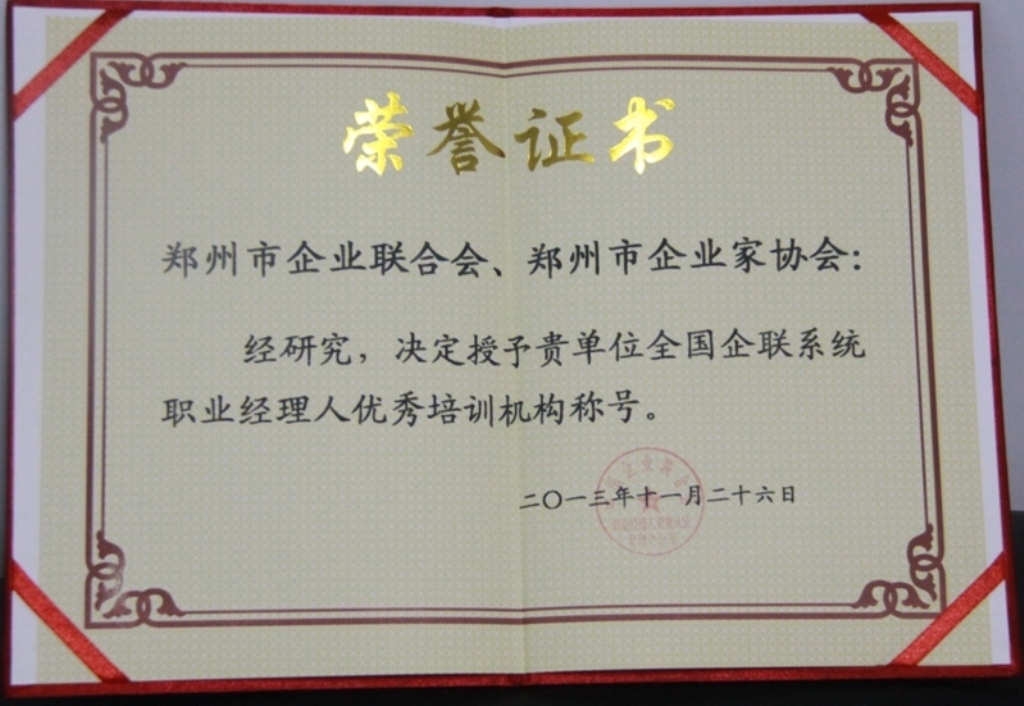 荣誉证书
郑州市企业联合会、郑州市企业家协会：
经研究，决定授予贵单位全国企联系统
职业经理人优秀培训机构称号。
二〇一三年十一月二十六日